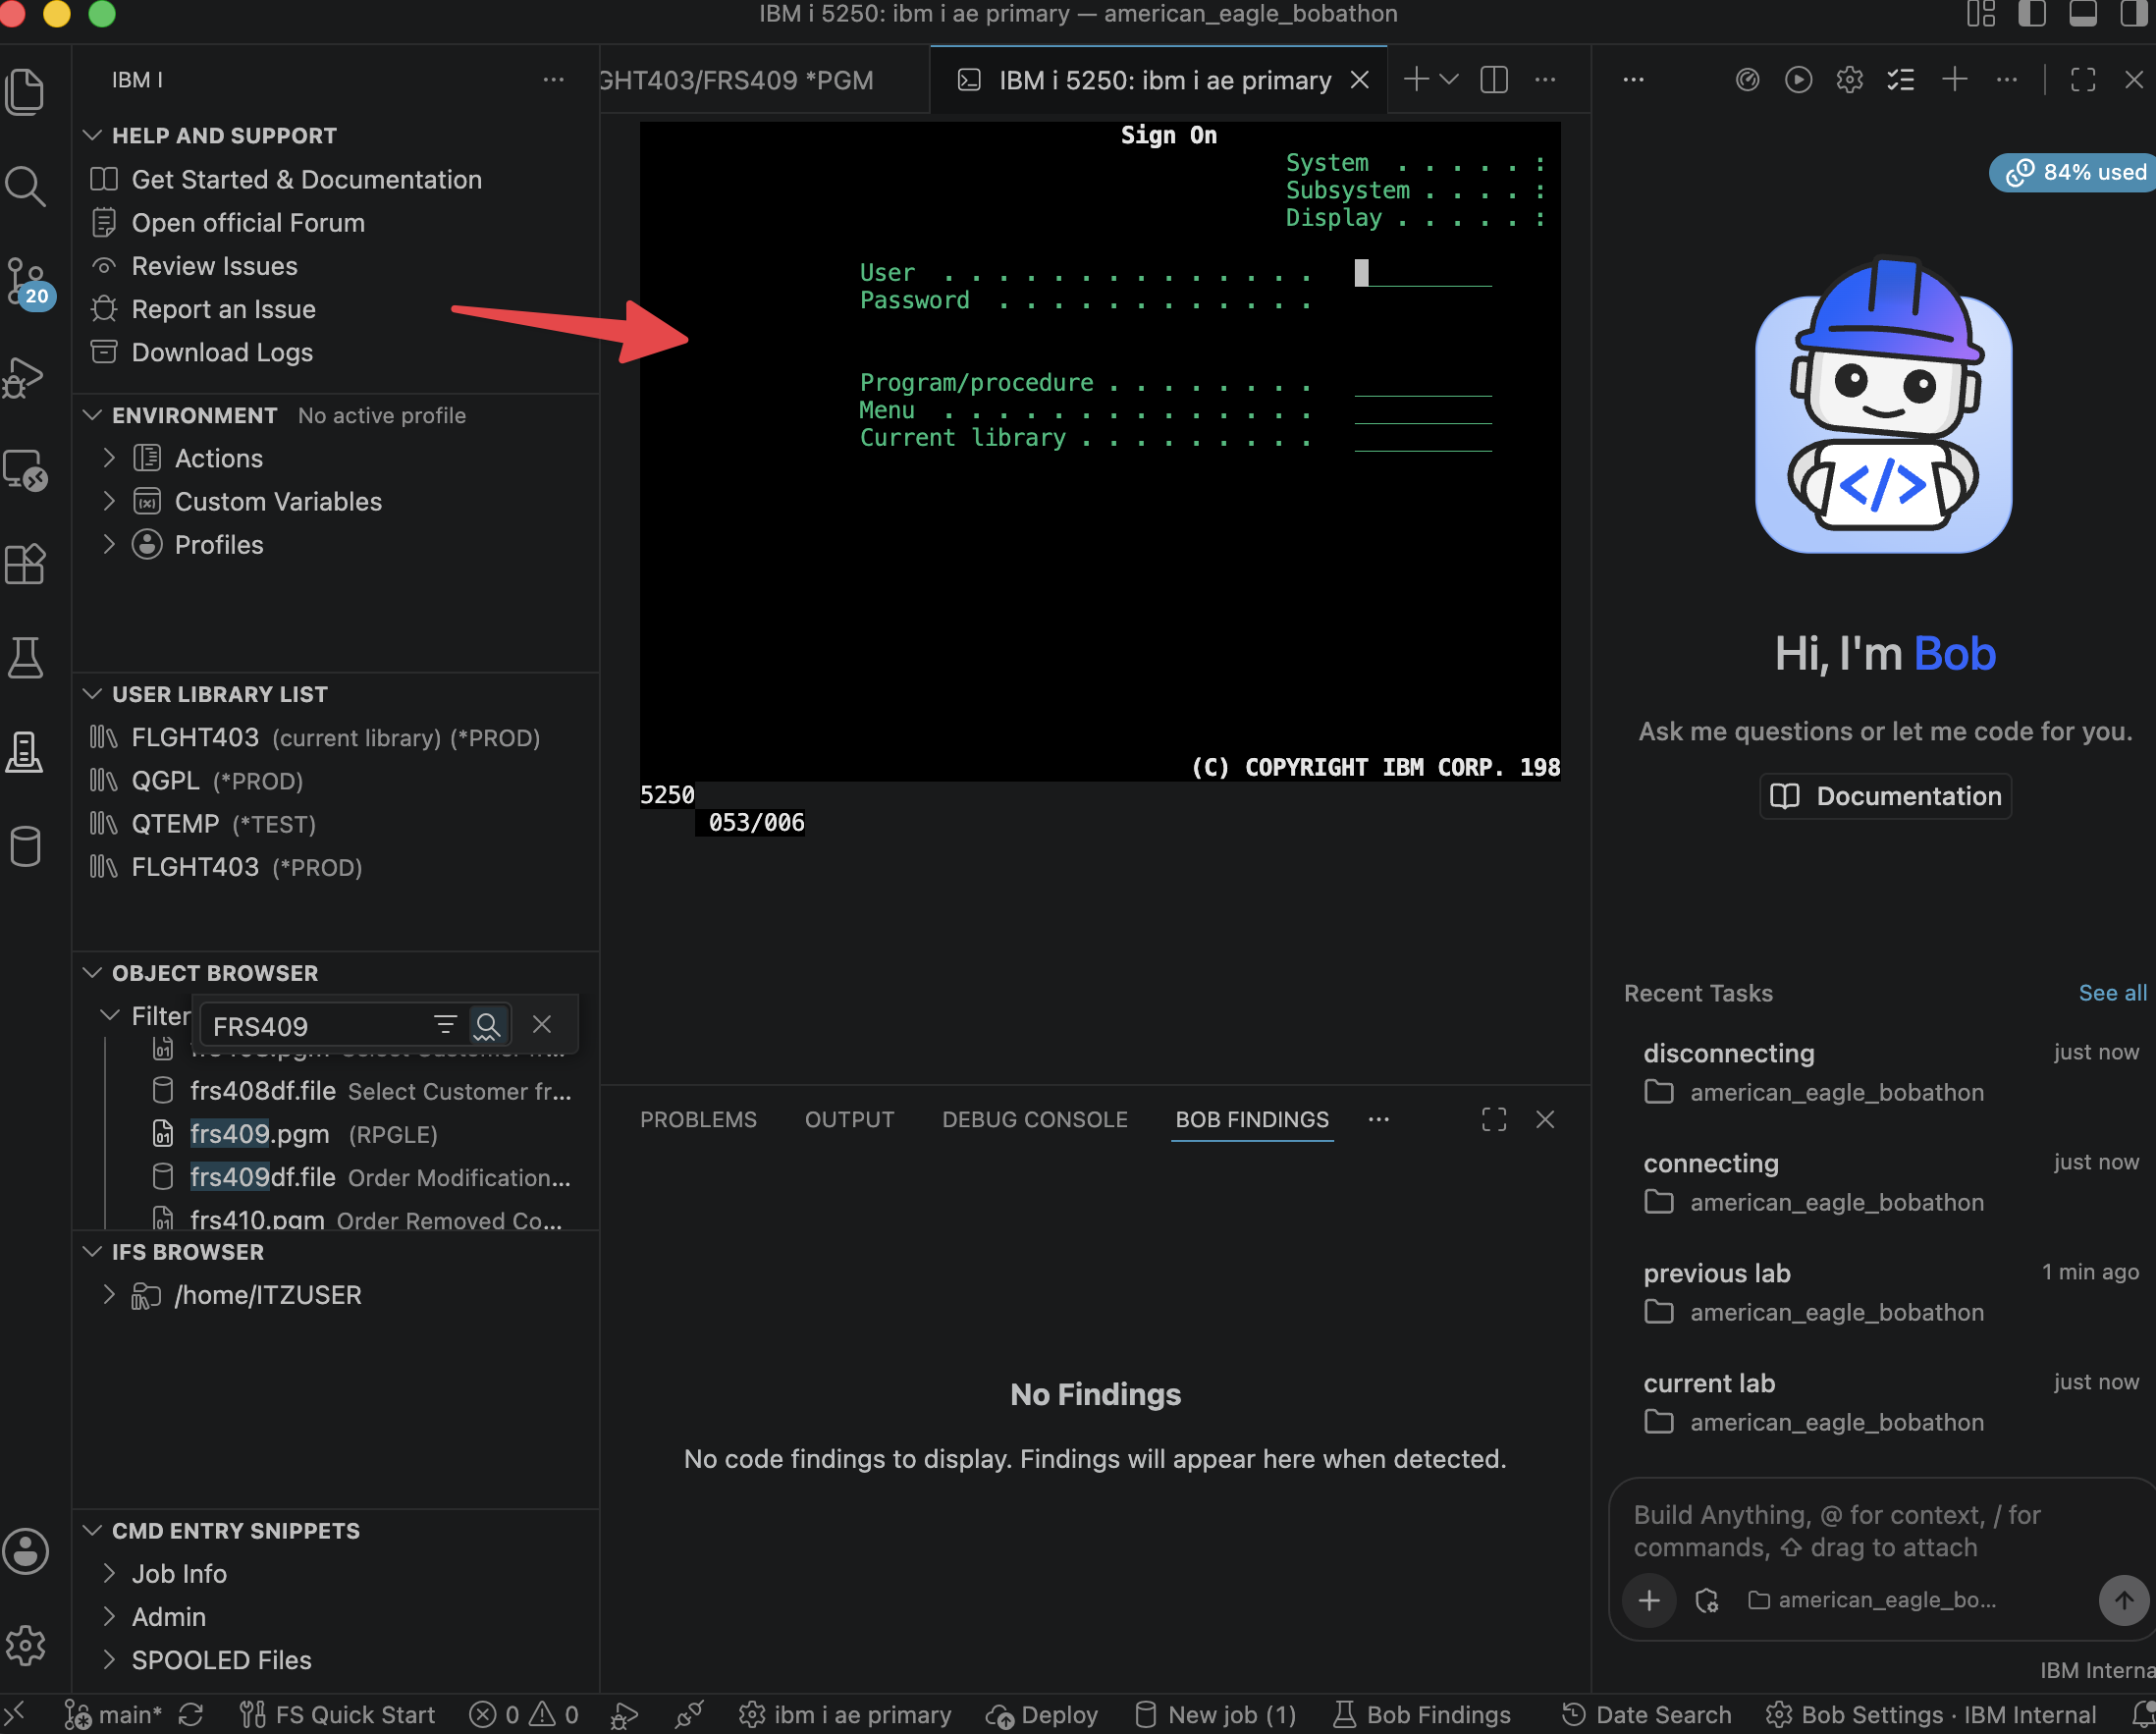 IBM i 5250: ibm i ae primary — american_eagle_bobathon
IBM I
HELP AND SUPPORT
Get Started & Documentation
Open official Forum
Review Issues
Report an Issue
Download Logs
20
ENVIRONMENT No active profile
Actions
Custom Variables
Profiles
USER LIBRARY LIST
FLGHT403 (current library) (*PROD)
QGPL (*PROD)
QTEMP (*TEST)
FLGHT403 (*PROD)
OBJECT BROWSER
Filter
FRS409
frs408df.file Select Customer fr...
frs409.pgm (RPGLE)
frs409df.file Order Modification...
frs410.pgm Order Removed Co...
IFS BROWSER
/home/ITZUSER
CMD ENTRY SNIPPETS
Job Info
Admin
SPOOLED Files
GHT403/FRS409 *PGM
IBM i 5250: ibm i ae primary
Sign On
System . . . . . :
Subsystem . . . . . :
Display . . . . . :
User . . . . . . . . . . . . . .
Password . . . . . . . . . . . .
Program/procedure . . . . . . . .
Menu . . . . . . . . . . . . . .
Current library . . . . . . . . .
(C) COPYRIGHT IBM CORP. 198
5250
053/006
PROBLEMS OUTPUT DEBUG CONSOLE BOB FINDINGS
No Findings
No code findings to display. Findings will appear here when detected.
84% used
</>
Hi, I'm Bob
Ask me questions or let me code for you.
Documentation
Recent Tasks See all
disconnecting just now
american_eagle_bobathon
connecting just now
american_eagle_bobathon
previous lab 1 min ago
american_eagle_bobathon
current lab just now
american_eagle_bobathon
Build Anything, @ for context, / for
commands, ⇧ drag to attach
american_eagle_bo...
IBM Interna
main* FS Quick Start 0 0 ibm i ae primary Deploy New job (1) Bob Findings Date Search Bob Settings · IBM Internal